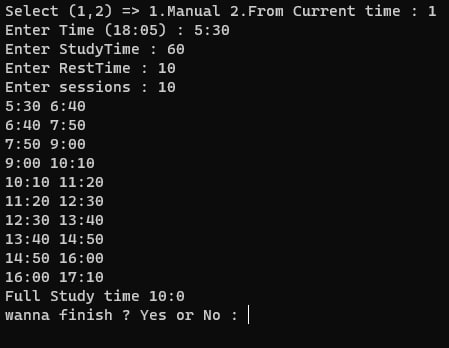 Select (1,2) => 1.Manual 2.From Current time : 1
Enter Time (18:05) : 5:30
Enter StudyTime : 60
Enter RestTime : 10
Enter sessions : 10
5:30 6:40
6:40 7:50
7:50 9:00
9:00 10:10
10:10 11:20
11:20 12:30
12:30 13:40
13:40 14:50
14:50 16:00
16:00 17:10
Full Study time 10:0
wanna finish ? Yes or No :